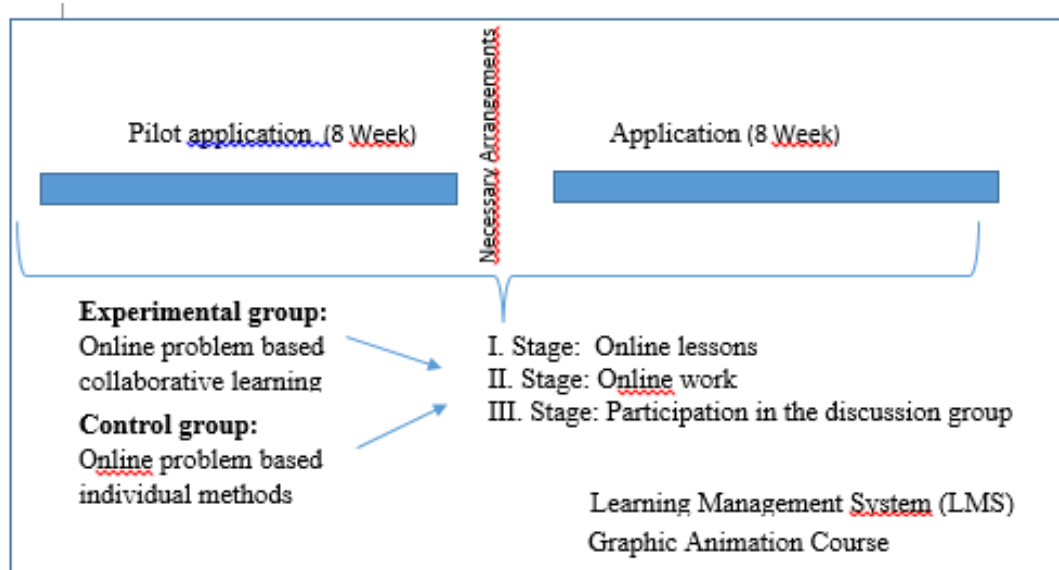 Pilot application (8 Week)
Necessary Arrangements
Application (8 Week)
Experimental group:
Online problem based
collaborative learning
Control group:
Online problem based
individual methods
I. Stage: Online lessons
II. Stage: Online work
III. Stage: Participation in the discussion group
Learning Management System (LMS)
Graphic Animation Course